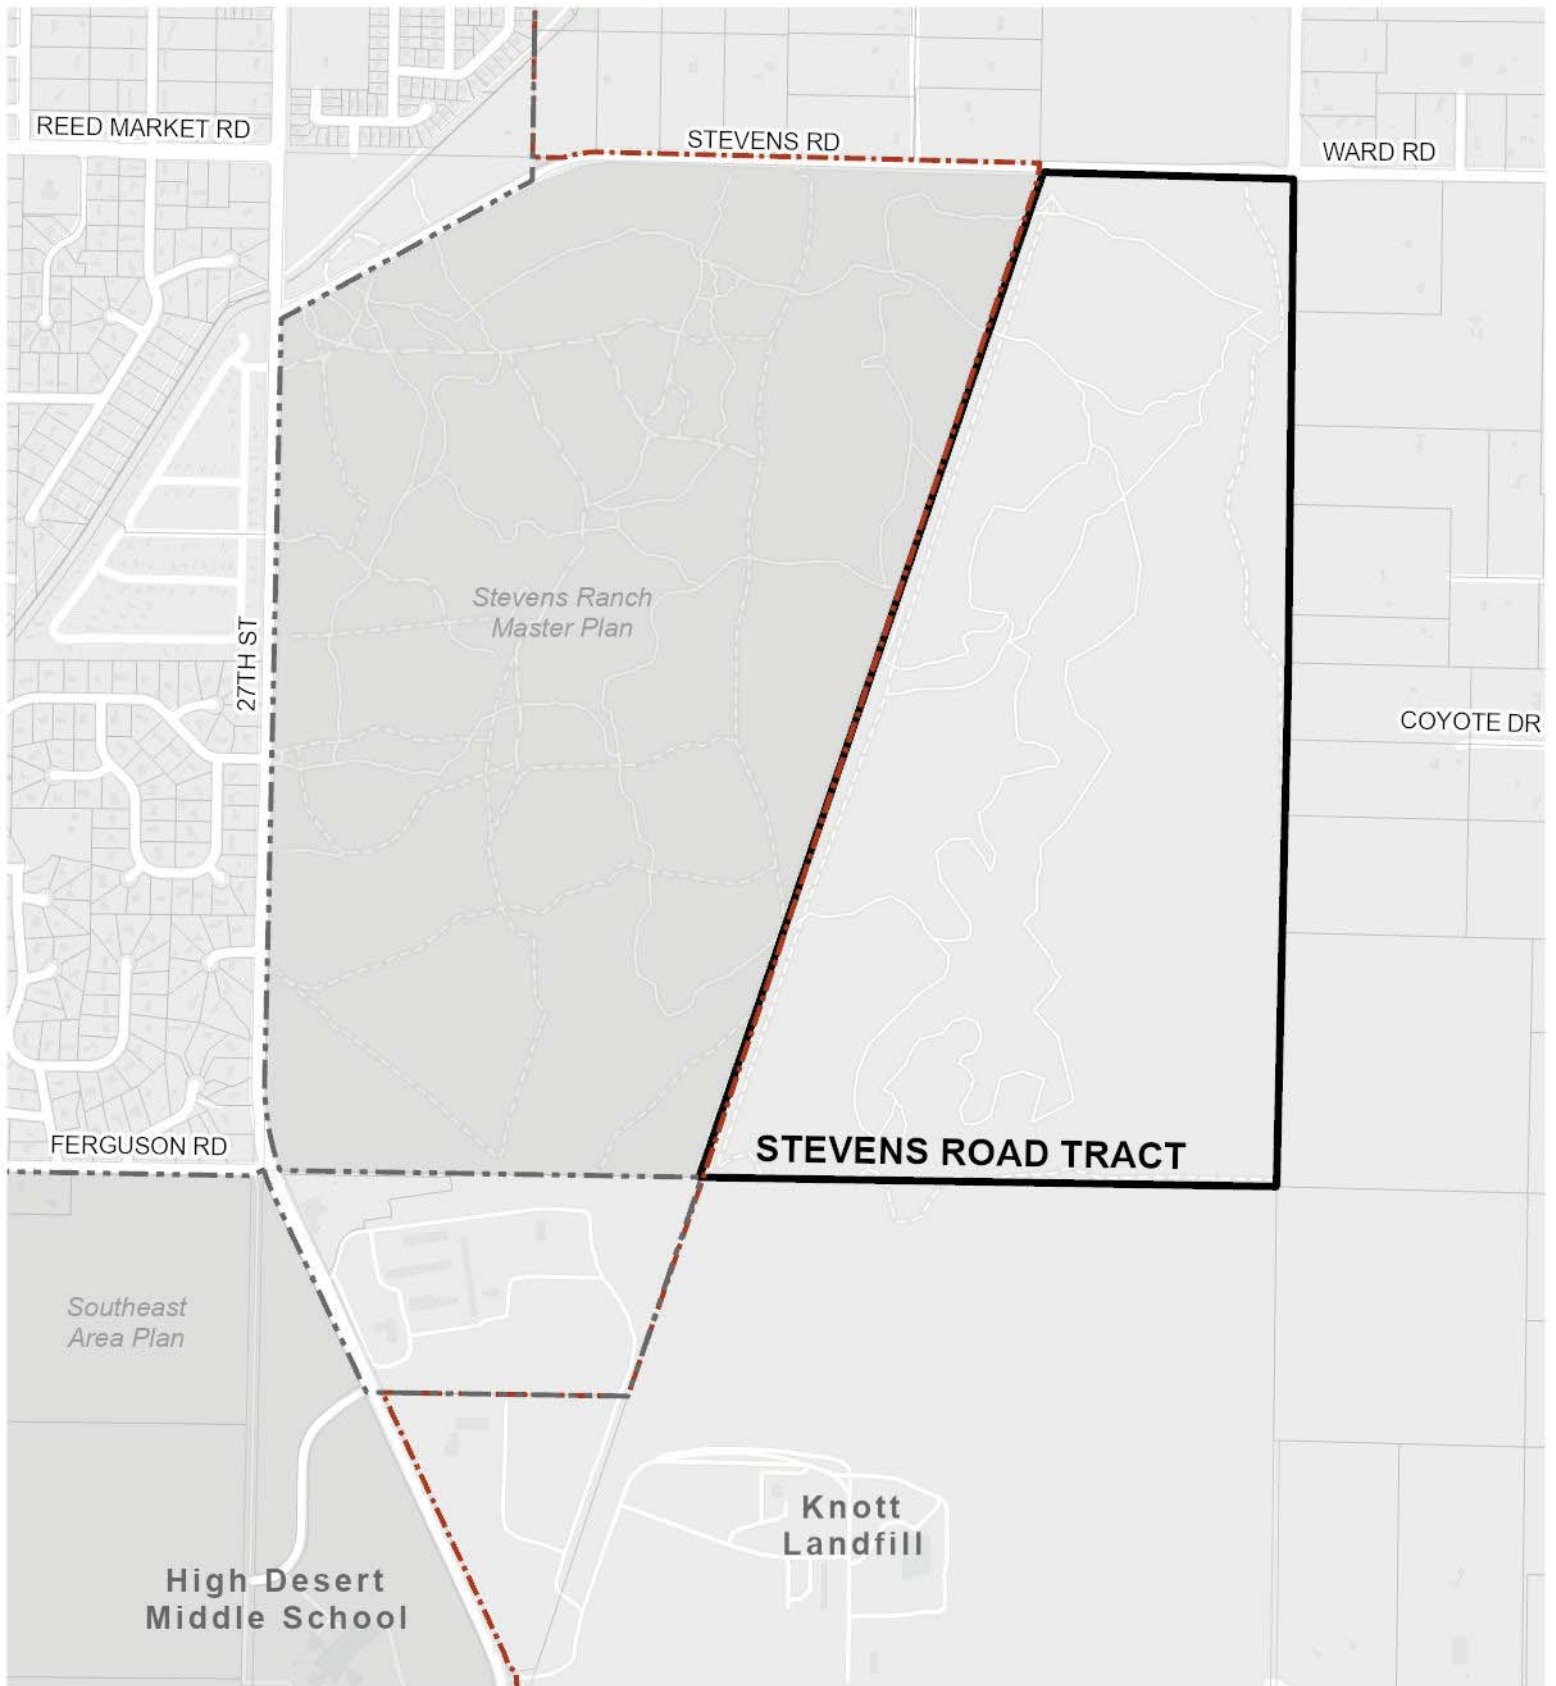 REED MARKET RD
STEVENS RD
WARD RD
Stevens Ranch
Master Plan
27TH ST
COYOTE DR
FERGUSON RD
STEVENS ROAD TRACT
Southeast
Area Plan
Knott
Landfill
High Desert
Middle School